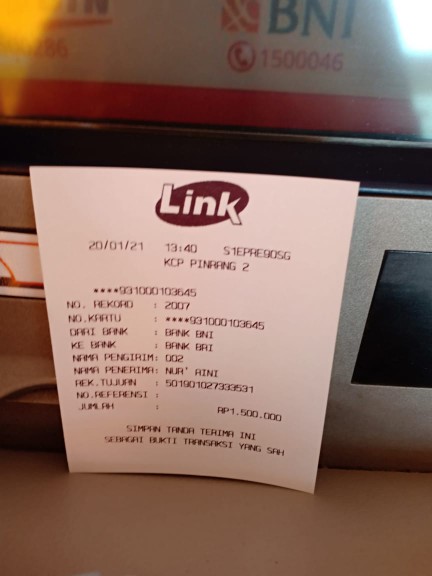 BNI
1500046
Link
20/01/21 13:40 S1EPRE90SG
KCP PINRANG 2
****931000103645
NO. REKORD : 2007
NO.KARTU : ****931000103645
DARI BANK : BANK BNI
KE BANK : BANK BRI
NAMA PENGIRIM: 002
NAMA PENERIMA: NUR' AINI
REK.TUJUAN : 501901027333531
NO.REFERENSI :
JUMLAH : RP1.500.000
SIMPAN TANDA TERIMA INI
SEBAGAI BUKTI TRANSAKSI YANG SAH